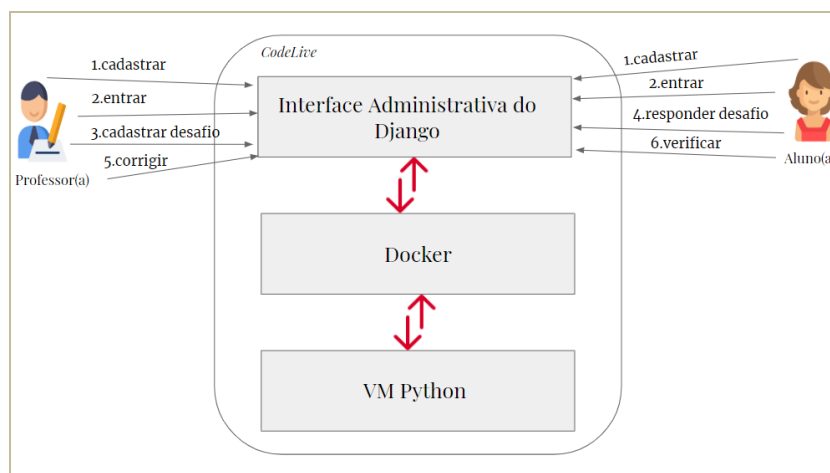 CodeLive
1.cadastrar
2.entrar
3.cadastrar desafio
5.corrigir
Professor(a)
Interface Administrativa do
Django
1.cadastrar
2.entrar
4.responder desafio
6.verificar
Aluno(a
Docker
VM Python